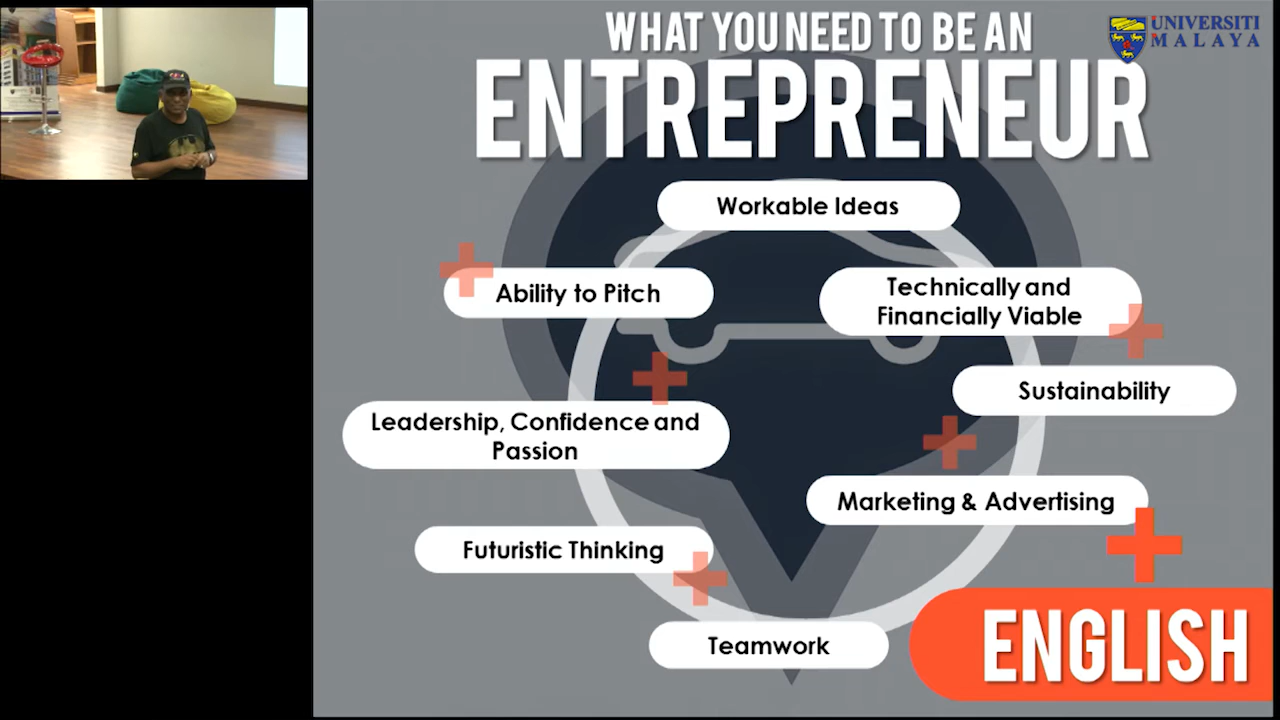 WHAT YOU NEED TO BE AN
ENTREPRENEUR
UNIVERSITI
MALAYA
Workable Ideas
Ability to Pitch
Technically and
Financially Viable
Sustainability
Leadership, Confidence and
Passion
Marketing & Advertising
Futuristic Thinking
Teamwork
ENGLISH